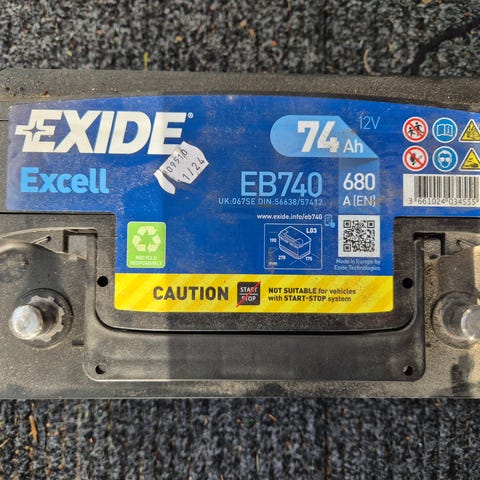 EXIDE®
Excell
1/24
74 Ah
12V
EB740
680
A(EN)
UK:067SE DIN:56638/57412
www.exide.info/eb740
L03
190
278
175
mm
RECYCLE
RESPONSIBLY
Made in Europe by
Exide Technologies
3 661024 034555
CAUTION
START
STOP
NOT SUITABLE for vehicles
with START-STOP system